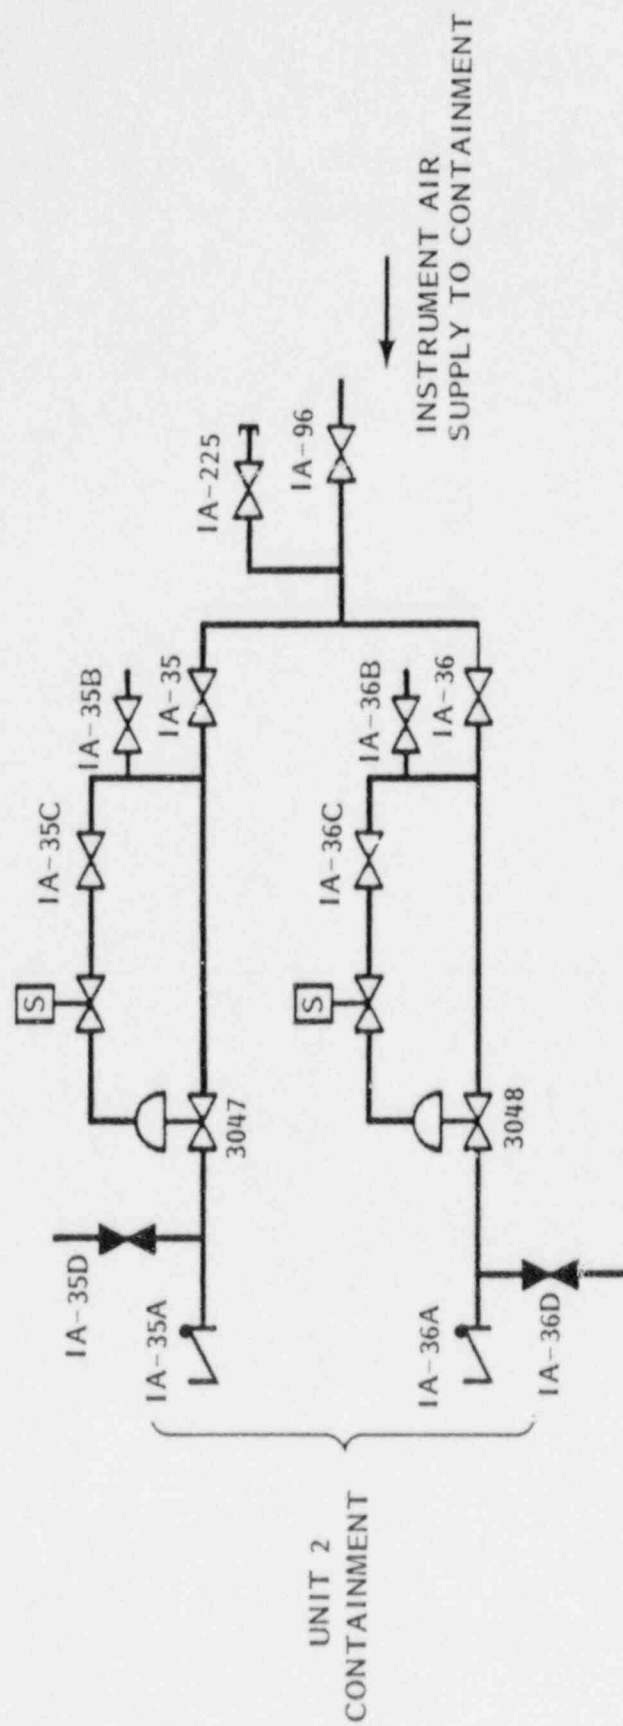 UNIT 2
CONTAINMENT
IA-35A
IA-35D
3047
S
IA-35C
IA-35B
IA-35
IA-225
IA-96
IA-36A
IA-36D
3048
S
IA-36C
IA-36B
IA-36
INSTRUMENT AIR
SUPPLY TO CONTAINMENT